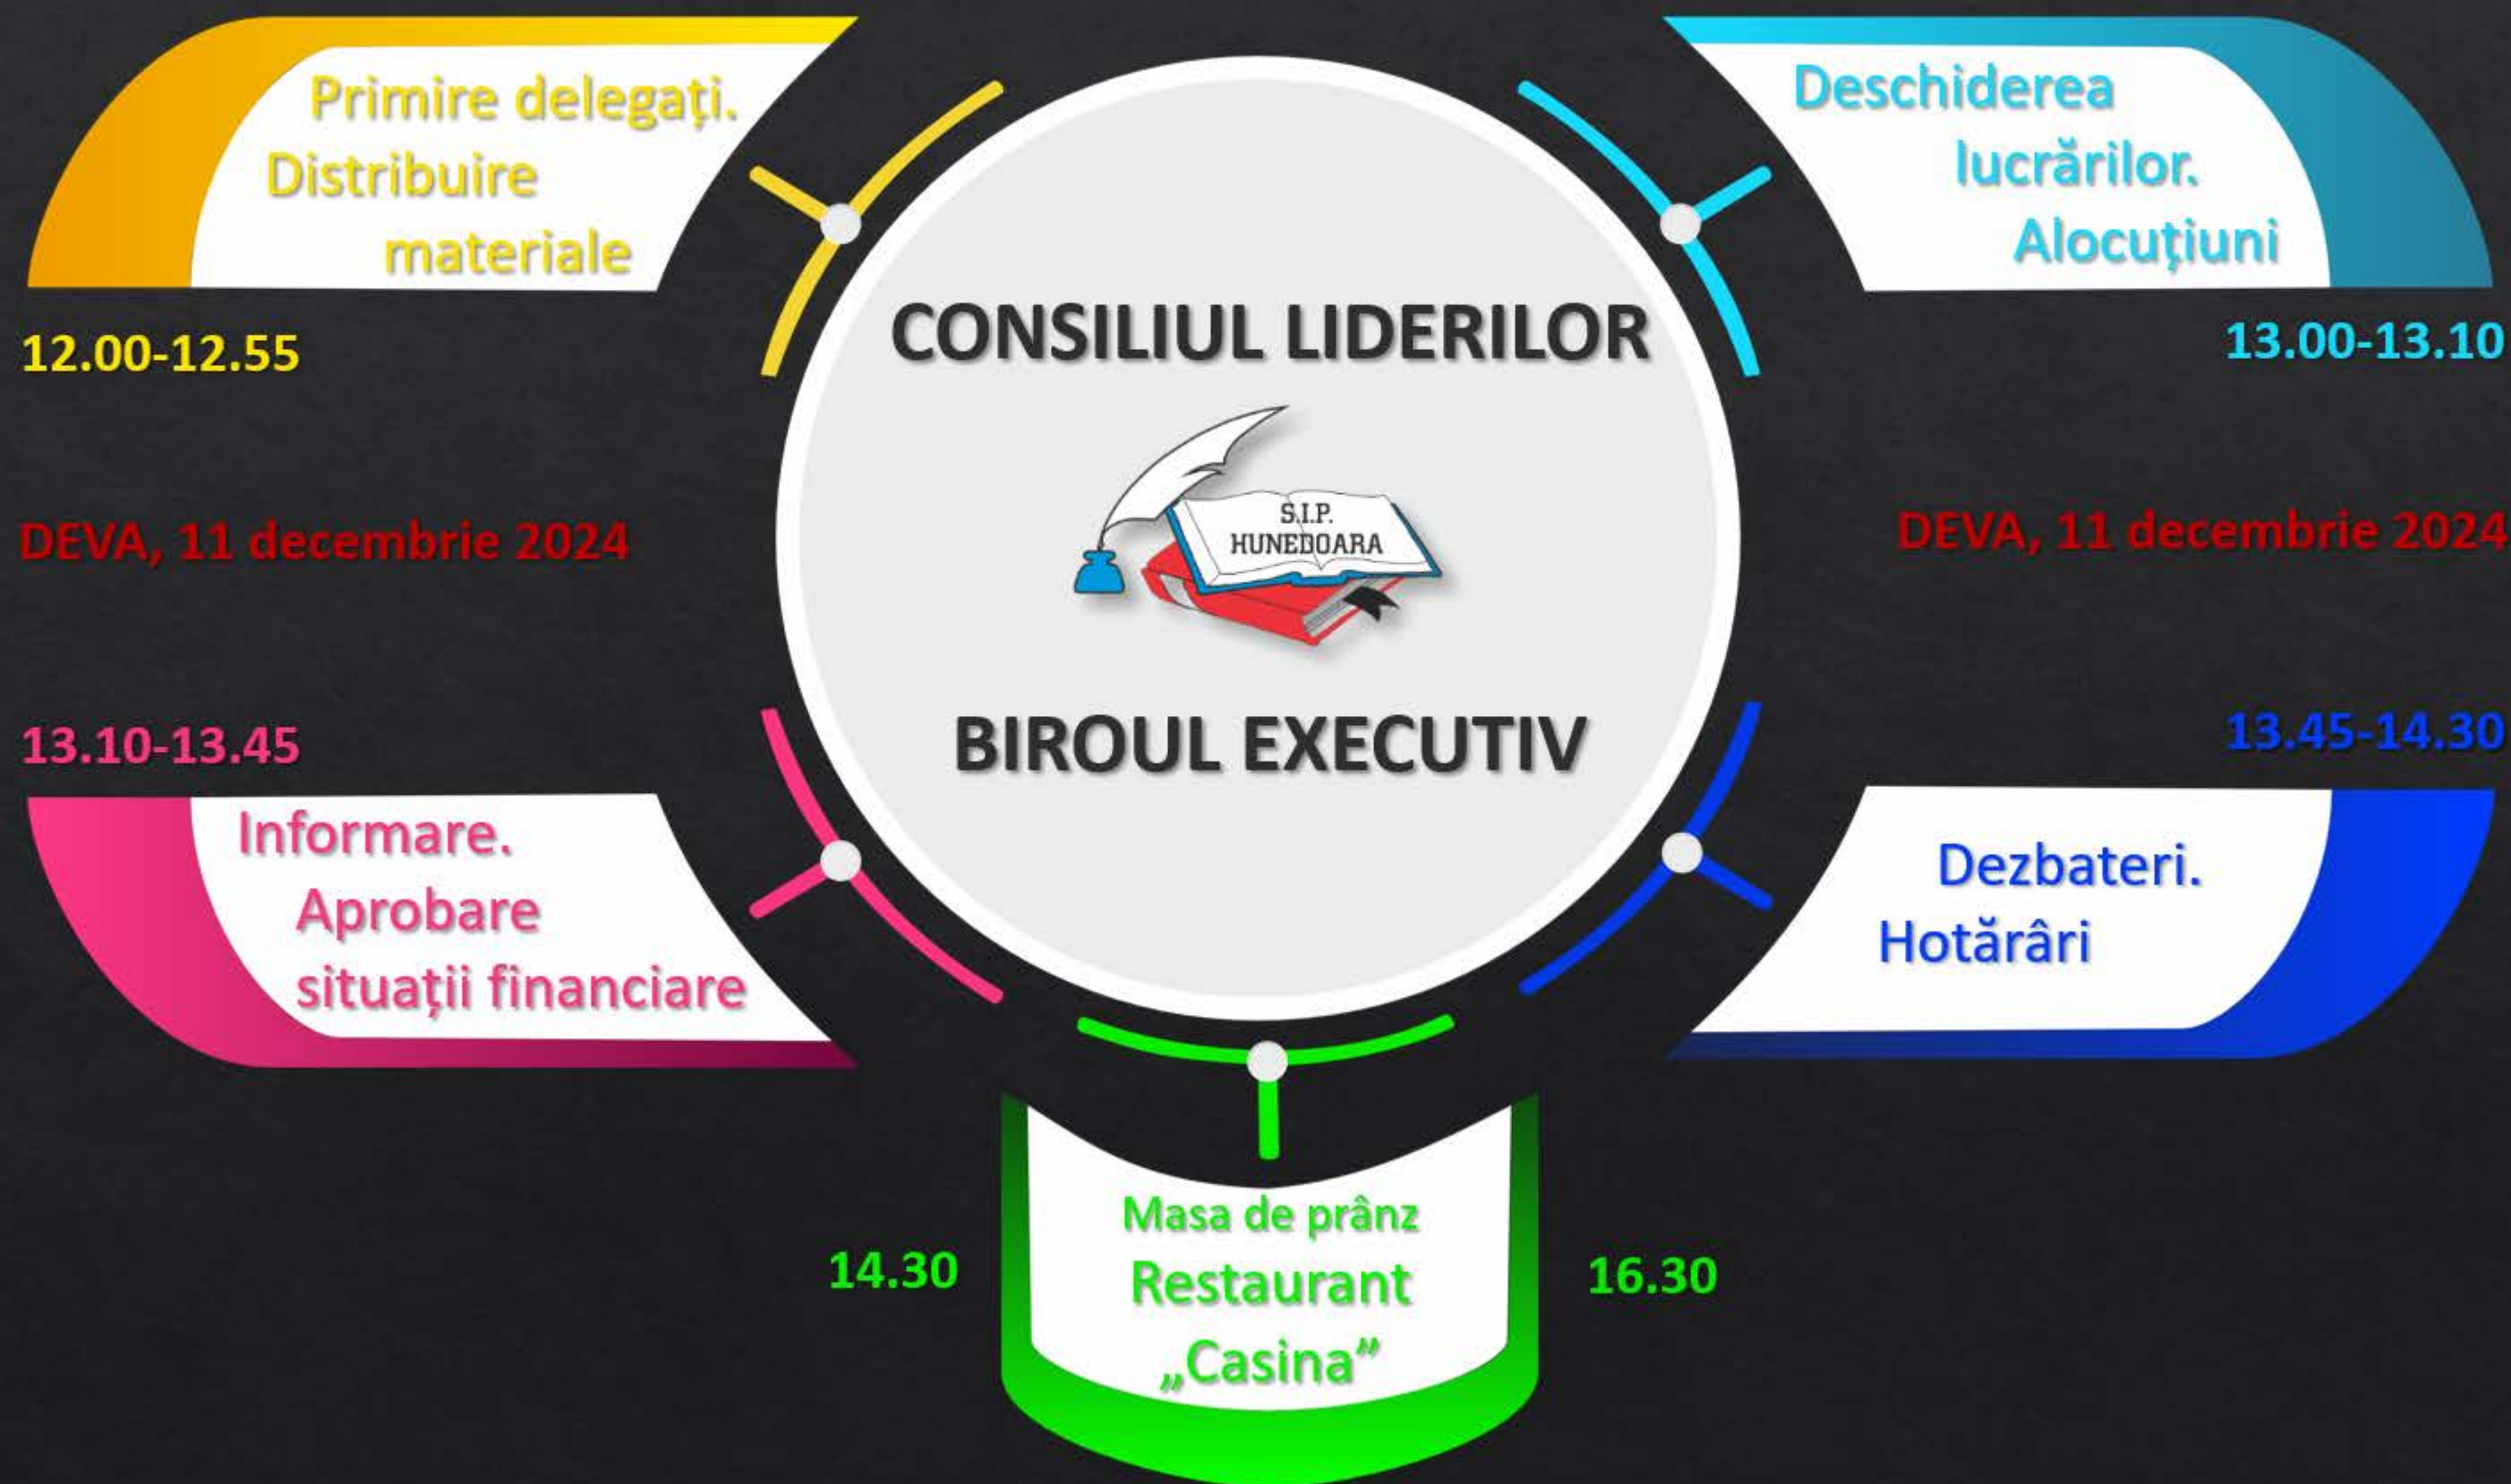 Primire delegați.
Distribuire
materiale
12.00-12.55
Deschiderea
lucrărilor.
Alocuțiuni
13.00-13.10
CONSILIUL LIDERILOR
S.I.P.
HUNEDOARA
BIROUL EXECUTIV
DEVA, 11 decembrie 2024
DEVA, 11 decembrie 2024
13.10-13.45
Informare.
Aprobare
situații financiare
13.45-14.30
Dezbateri.
Hotărâri
14.30
Masa de prânz
Restaurant
„Casina”
16.30